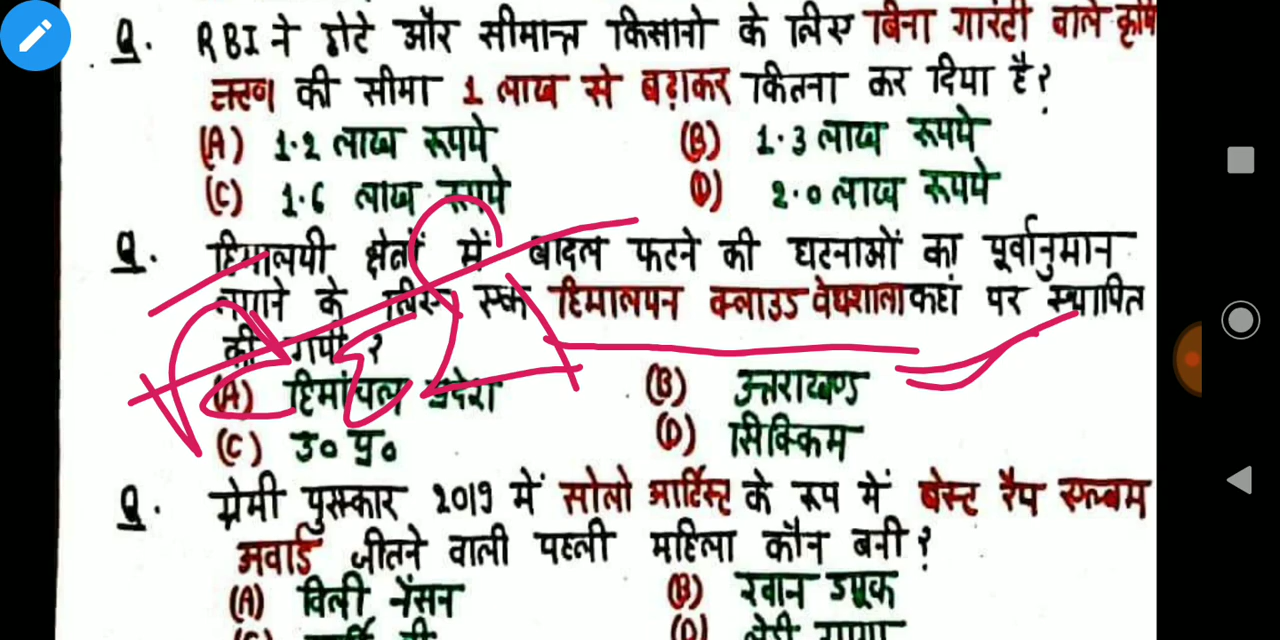 Q. RBI ने छोटे और सीमान्त किसानो के लिए बिना गारंटी वाले कृषि
ऋण की सीमा 1 लाख से बढ़ाकर कितना कर दिया है?
(A) 1.2 लाख रूपये (B) 1.3 लाख रूपये
(C) 1.6 लाख रूपये (D) 2.0 लाख रूपये
Q. हिमालयी क्षेत्रों में बादल फटने की घटनाओं का पूर्वानुमान
लगाने के लिए एक हिमालयन क्लाउड वेधशाला कहां पर स्थापित
की गयी?
(A) हिमांचल प्रदेश (B) उत्तराखण्ड
(C) उ० प्र० (D) सिक्किम
Q. ग्रेमी पुरस्कार 2019 में सोलो आर्टिस्ट के रूप में बेस्ट रैप एल्बम
अवार्ड जीतने वाली पहली महिला कौन बनी?
(A) विली नेंसन (B)
(D) लेडी गागा